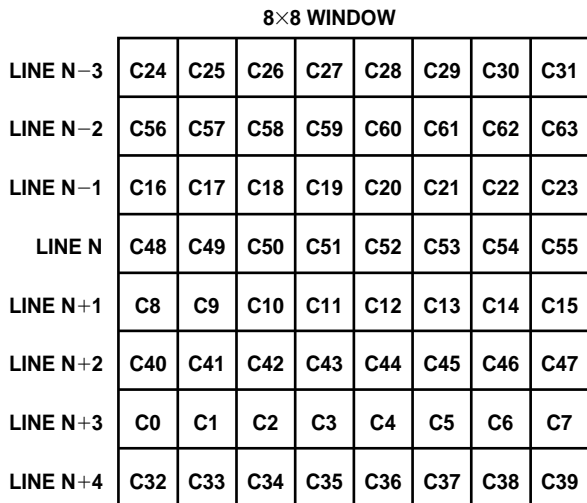 8×8 WINDOW
LINE N−3 C24 C25 C26 C27 C28 C29 C30 C31
LINE N−2 C56 C57 C58 C59 C60 C61 C62 C63
LINE N−1 C16 C17 C18 C19 C20 C21 C22 C23
LINE N C48 C49 C50 C51 C52 C53 C54 C55
LINE N+1 C8 C9 C10 C11 C12 C13 C14 C15
LINE N+2 C40 C41 C42 C43 C44 C45 C46 C47
LINE N+3 C0 C1 C2 C3 C4 C5 C6 C7
LINE N+4 C32 C33 C34 C35 C36 C37 C38 C39